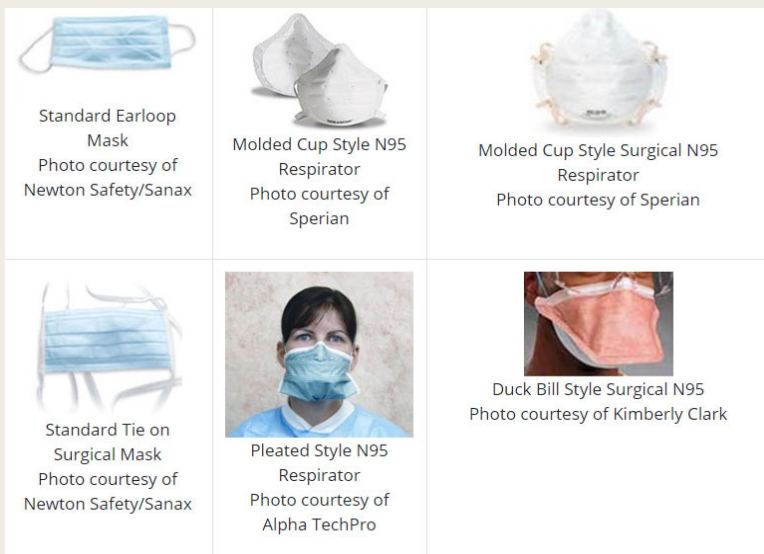 Standard Earloop
Mask
Photo courtesy of
Newton Safety/Sanax
Molded Cup Style N95
Respirator
Photo courtesy of
Sperian
Molded Cup Style Surgical N95
Respirator
Photo courtesy of Sperian
Standard Tie on
Surgical Mask
Photo courtesy of
Newton Safety/Sanax
Pleated Style N95
Respirator
Photo courtesy of
Alpha TechPro
Duck Bill Style Surgical N95
Photo courtesy of Kimberly Clark